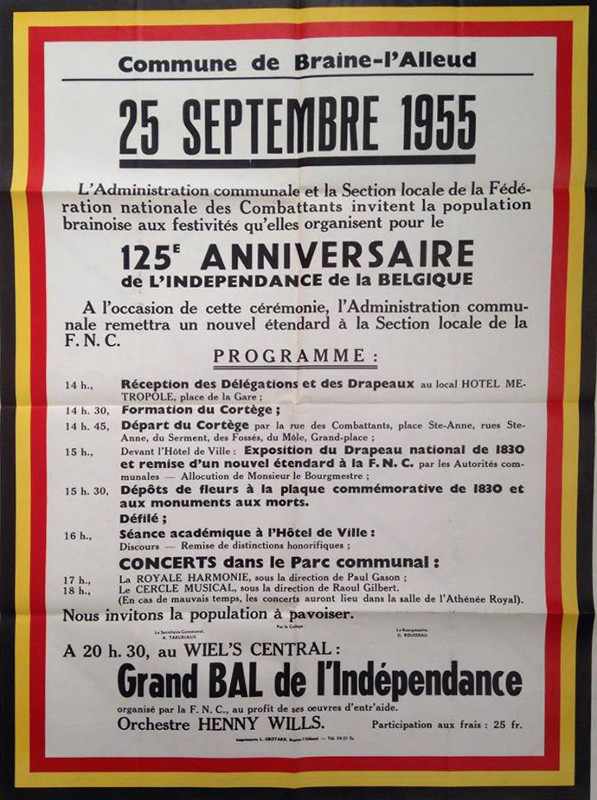 Commune de Braine-l'Alleud
25 SEPTEMBRE 1955
L'Administration communale et la Section locale de la Fédé-
ration nationale des Combattants invitent la population
brainoise aux festivités qu'elles organisent pour le
125E ANNIVERSAIRE
de L'INDEPENDANCE de la BELGIQUE
A l'occasion de cette cérémonie, l'Administration commu-
nale remettra un nouvel étendard à la Section locale de la
F. N. C.
PROGRAMME :
14 h., Réception des Délégations et des Drapeaux au local HOTEL ME-
TROPOLE, place de la Gare ;
14 h. 30, Formation du Cortège ;
14 h. 45, Départ du Cortège par la rue des Combattants, place Ste-Anne, rues Ste-
Anne, du Serment, des Fossés, du Môle, Grand-place ;
15 h., Devant l'Hôtel de Ville : Exposition du Drapeau national de 1830
et remise d'un nouvel étendard à la F. N. C. par les Autorités com-
munales — Allocution de Monsieur le Bourgmestre ;
15 h. 30, Dépôts de fleurs à la plaque commémorative de 1830 et
aux monuments aux morts.
Défilé ;
16 h., Séance académique à l'Hôtel de Ville :
Discours — Remise de distinctions honorifiques ;
CONCERTS dans le Parc communal :
17 h., La ROYALE HARMONIE, sous la direction de Paul Gason ;
18 h., Le CERCLE MUSICAL, sous la direction de Raoul Gilbert.
(En cas de mauvais temps, les concerts auront lieu dans la salle de l'Athénée Royal).
Nous invitons la population à pavoiser.
Par le Collège :
Le Secrétaire Communal, Le Bourgmestre,
G. ROUSSEAU.
A 20 h. 30, au WIEL'S CENTRAL :
Grand BAL de l'Indépendance
organisé par la F. N. C., au profit de ses œuvres d'entr'aide.
Orchestre HENNY WILLS. Participation aux frais : 25 fr.